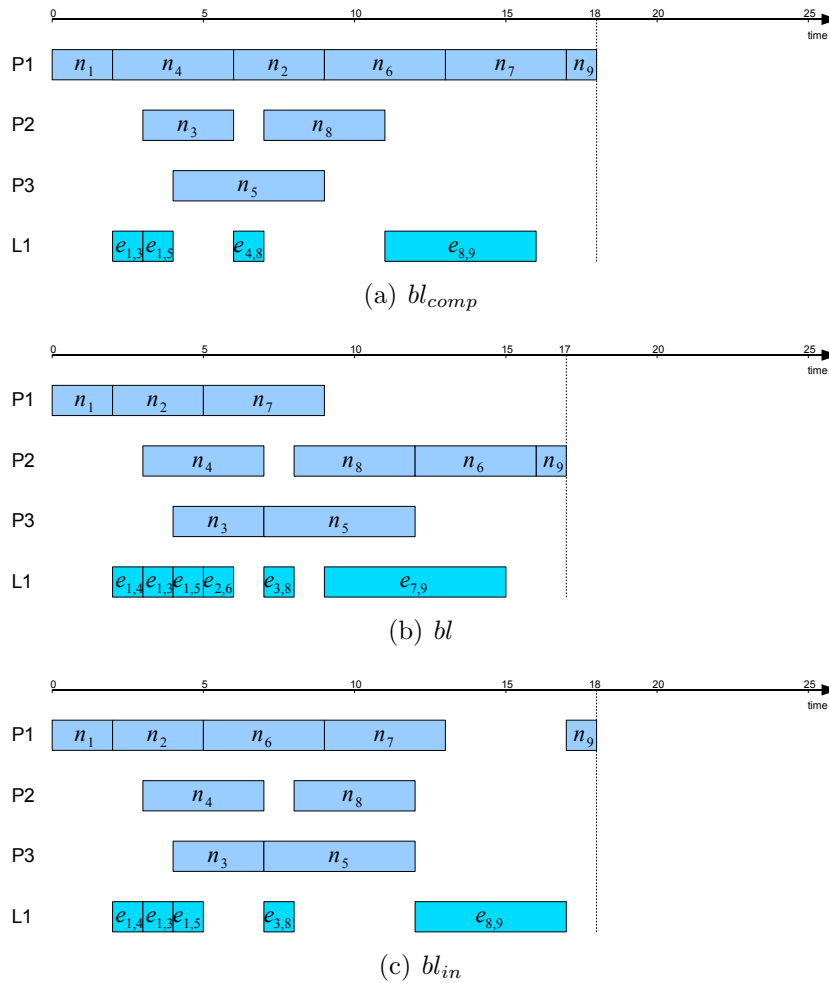 0 5 10 15 18 20 25
time
P1 n1 n4 n2 n6 n7 n9
P2 n3 n8
P3 n5
L1 e1,3 e1,5 e4,8 e8,9
(a) blcomp
0 5 10 15 17 20 25
time
P1 n1 n2 n7
P2 n4 n8 n6 n9
P3 n3 n5
L1 e1,4 e1,3 e1,5 e2,6 e3,8 e7,9
(b) bl
0 5 10 15 18 20 25
time
P1 n1 n2 n6 n7 n9
P2 n4 n8
P3 n3 n5
L1 e1,4 e1,3 e1,5 e3,8 e8,9
(c) blin